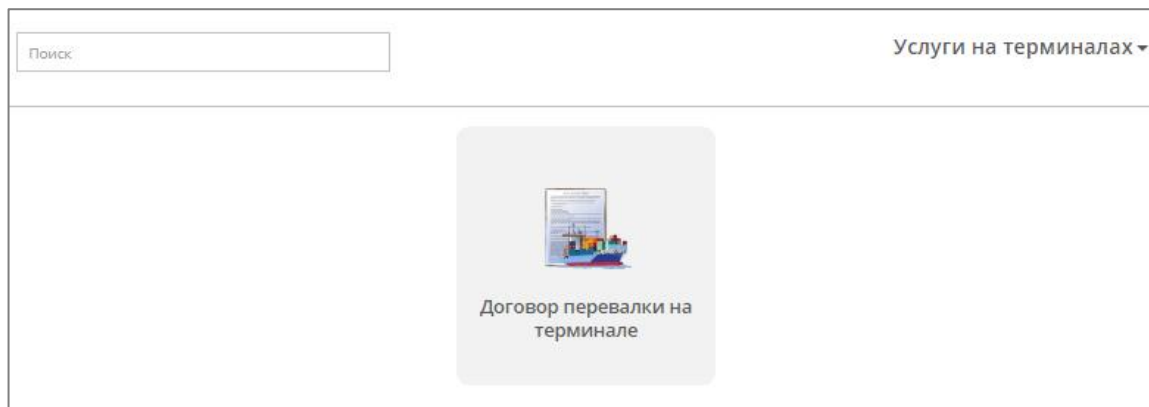 Поиск
Услуги на терминалах
Договор перевалки на
терминале